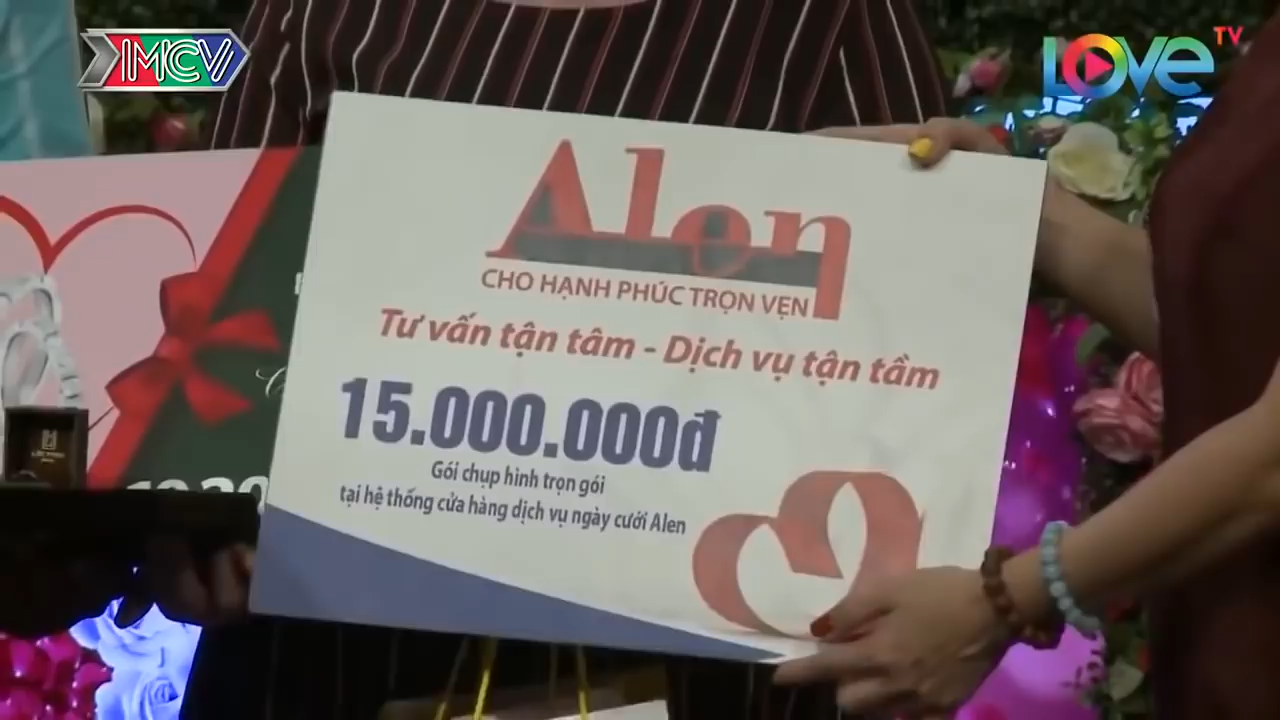 MCV
LOVE TV
Alen
CHO HẠNH PHÚC TRỌN VẸN
Tư vấn tận tâm - Dịch vụ tận tầm
15.000.000đ
Gói chụp hình trọn gói
tại hệ thống cửa hàng dịch vụ ngày cưới Alen